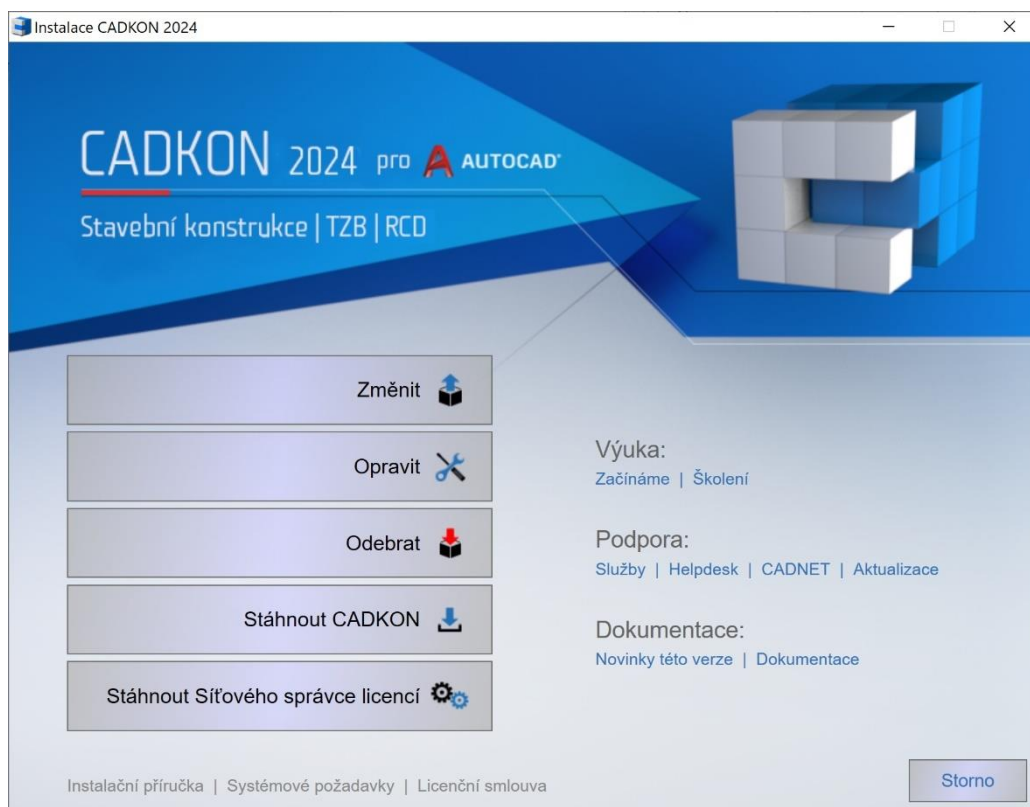 Instalace CADKON 2024
CADKON 2024 pro AUTOCAD®
Stavební konstrukce | TZB | RCD
Změnit
Opravit
Odebrat
Stáhnout CADKON
Stáhnout Síťového správce licencí
Výuka:
Začínáme | Školení
Podpora:
Služby | Helpdesk | CADNET | Aktualizace
Dokumentace:
Novinky této verze | Dokumentace
Instalační příručka | Systémové požadavky | Licenční smlouva
Storno